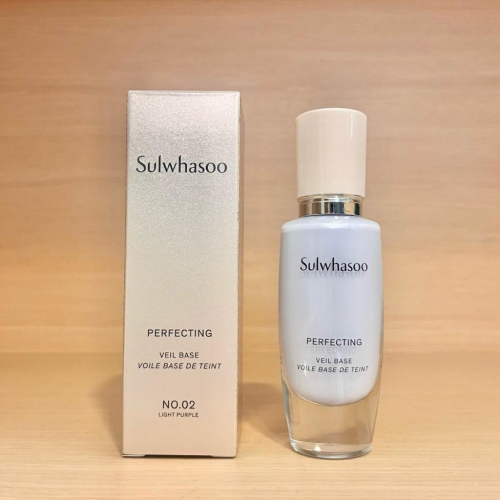 Sulwhasoo
PERFECTING
VEIL BASE
VOILE BASE DE TEINT
NO.02
LIGHT PURPLE
Sulwhasoo
PERFECTING
VEIL BASE
VOILE BASE DE TEINT